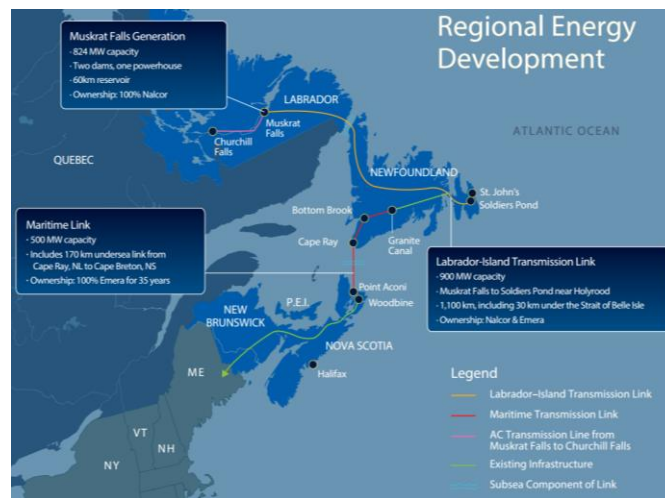 Regional Energy
Development
Muskrat Falls Generation
- 824 MW capacity
- Two dams, one powerhouse
- 60km reservoir
- Ownership: 100% Nalcor
LABRADOR
Muskrat
Falls
Churchill
Falls
QUEBEC
ATLANTIC OCEAN
NEWFOUNDLAND
St. John's
Soldiers Pond
Bottom Brook
Granite
Canal
Cape Ray
Maritime Link
- 500 MW capacity
- Includes 170 km undersea link from
Cape Ray, NL to Cape Breton, NS
- Ownership: 100% Emera for 35 years
Labrador-Island Transmission Link
- 900 MW capacity
- Muskrat Falls to Soldiers Pond near Holyrood
- 1,100 km, including 30 km under the Strait of Belle Isle
- Ownership: Nalcor & Emera
Point Aconi
Woodbine
P.E.I.
NEW
BRUNSWICK
NOVA SCOTIA
Halifax
ME
VT
NH
NY
Legend
Labrador–Island Transmission Link
Maritime Transmission Link
AC Transmission Line from
Muskrat Falls to Churchill Falls
Existing Infrastructure
Subsea Component of Link